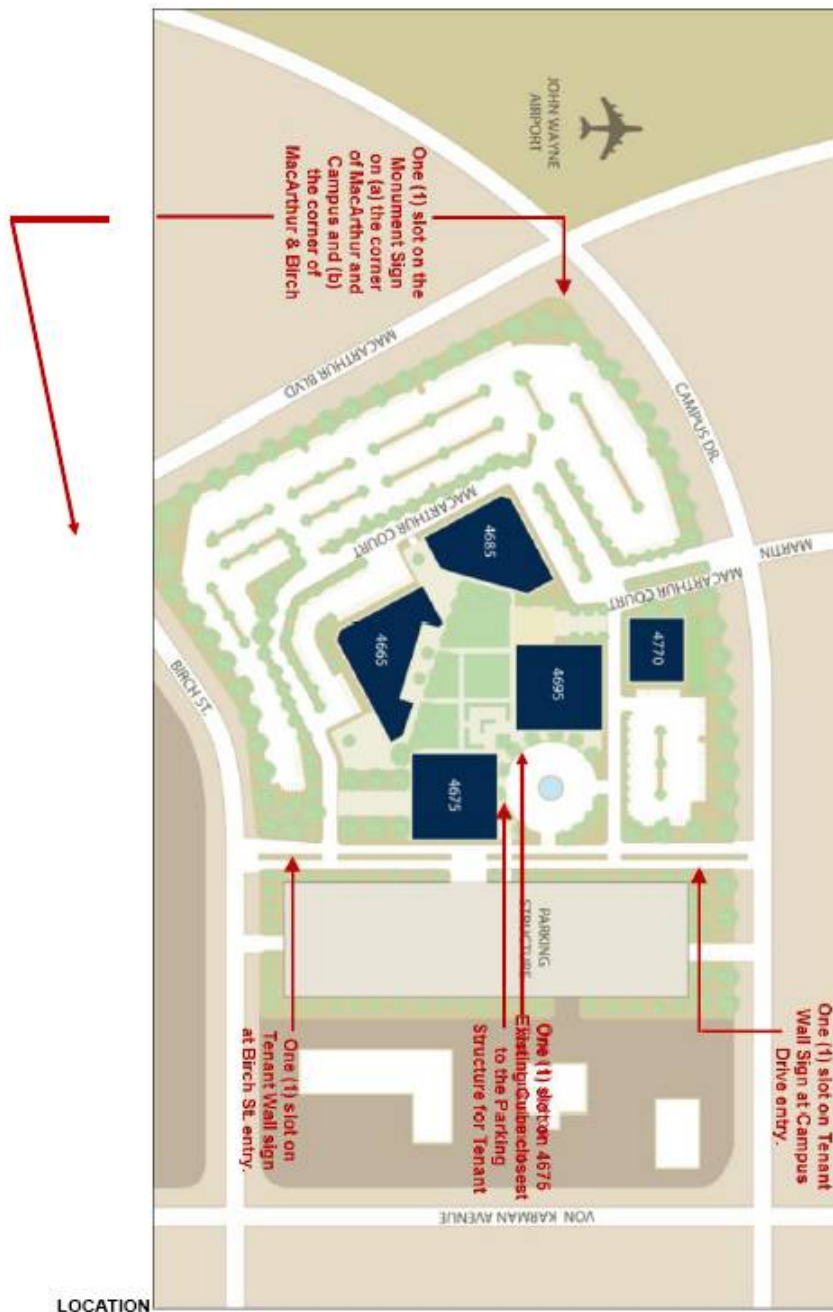 JOHN WAYNE
AIRPORT
One (1) slot on the
Monument Sign
on (a) the corner
of MacArthur and
Campus and (b)
the corner of
MacArthur & Birch
MACARTHUR BLVD
CAMPUS DR.
MARTIN
MACARTHUR COURT
MACARTHUR COURT
4685
4665
4770
4695
4675
BIRCH ST.
PARKING
STRUCTURE
One (1) slot on Tenant
Wall Sign at Campus
Drive entry.
One (1) slot on 4675
closest
to the Parking
Structure for Tenant
One (1) slot on
Tenant Wall sign
at Birch St. entry.
VON KARMAN AVENUE
LOCATION